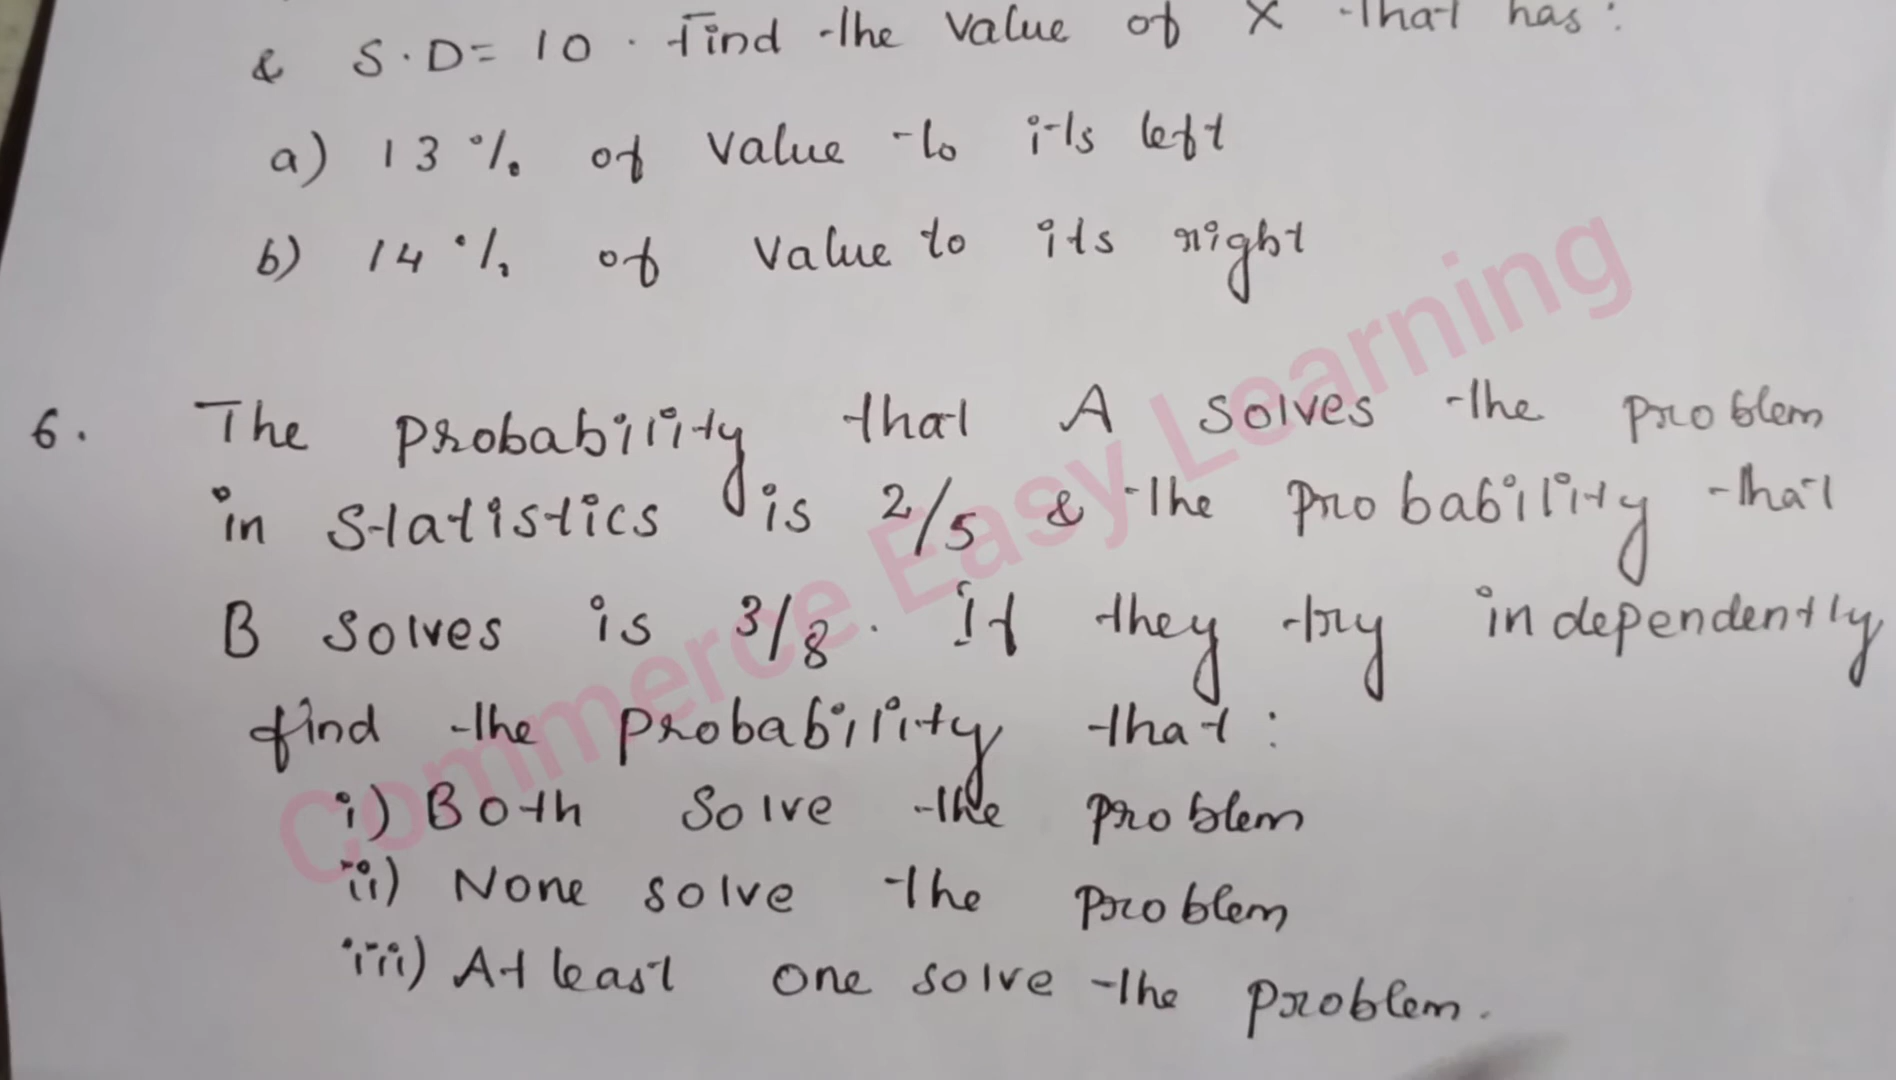 & S.D= 10. Find the value of X that has:
a) 13 % of value to its left
b) 14 % of value to its right
6. The probability that A solves the problem
in statistics is 2/5 & the probability that
B solves is 3/8. If they try independently
find the probability that:
i) Both solve the problem
ii) None solve the problem
iii) At least one solve the problem.
Commerce Easy Learning